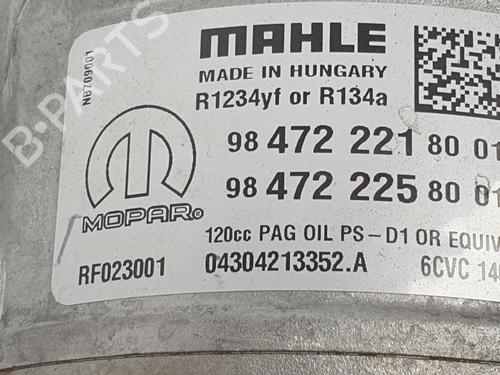 MAHLE
MADE IN HUNGARY
R1234yf or R134a
NB709001
98 472 221 80 01
98 472 225 80 01
MOPAR®
120cc PAG OIL PS-D1 OR EQUIV
RF023001 04304213352.A 6CVC 14
B-PARTS